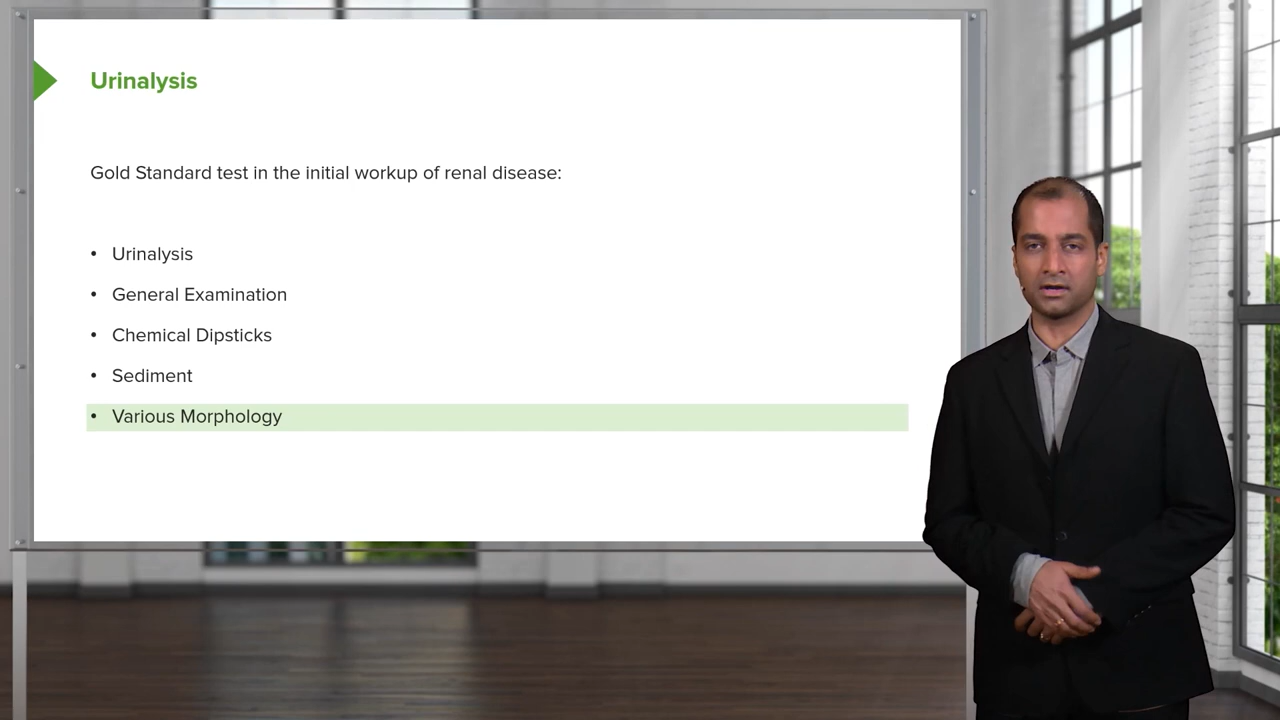 Urinalysis
Gold Standard test in the initial workup of renal disease:
• Urinalysis
• General Examination
• Chemical Dipsticks
• Sediment
• Various Morphology